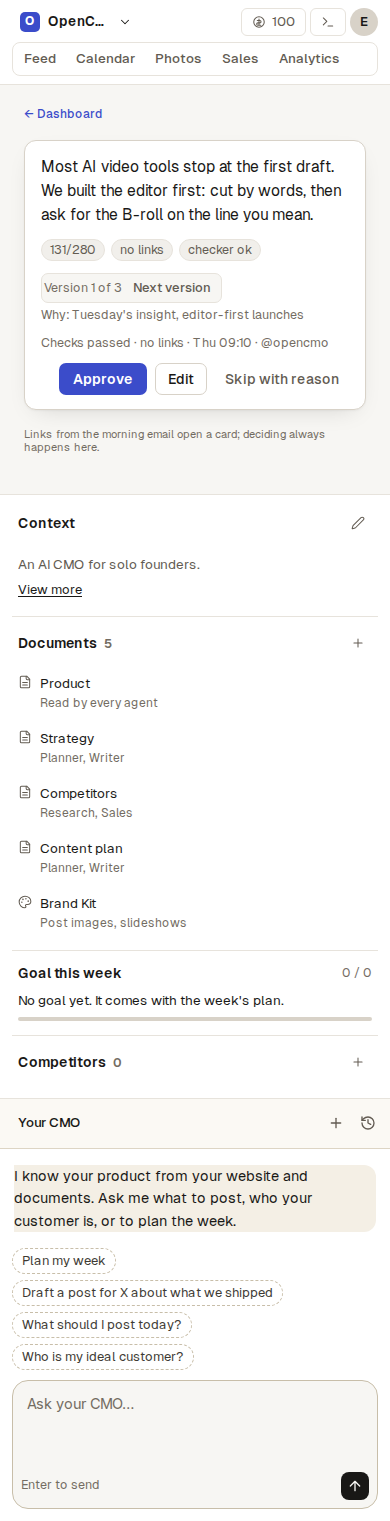 O OpenC...
100
E
Feed Calendar Photos Sales Analytics
← Dashboard
Most AI video tools stop at the first draft.
We built the editor first: cut by words, then
ask for the B-roll on the line you mean.
131/280 no links checker ok
Version 1 of 3 Next version
Why: Tuesday's insight, editor-first launches
Checks passed · no links · Thu 09:10 · @opencmo
Approve Edit Skip with reason
Links from the morning email open a card; deciding always
happens here.
Context
An AI CMO for solo founders.
View more
Documents 5
Product
Read by every agent
Strategy
Planner, Writer
Competitors
Research, Sales
Content plan
Planner, Writer
Brand Kit
Post images, slideshows
Goal this week 0 / 0
No goal yet. It comes with the week's plan.
Competitors 0
Your CMO
I know your product from your website and
documents. Ask me what to post, who your
customer is, or to plan the week.
Plan my week
Draft a post for X about what we shipped
What should I post today?
Who is my ideal customer?
Ask your CMO...
Enter to send